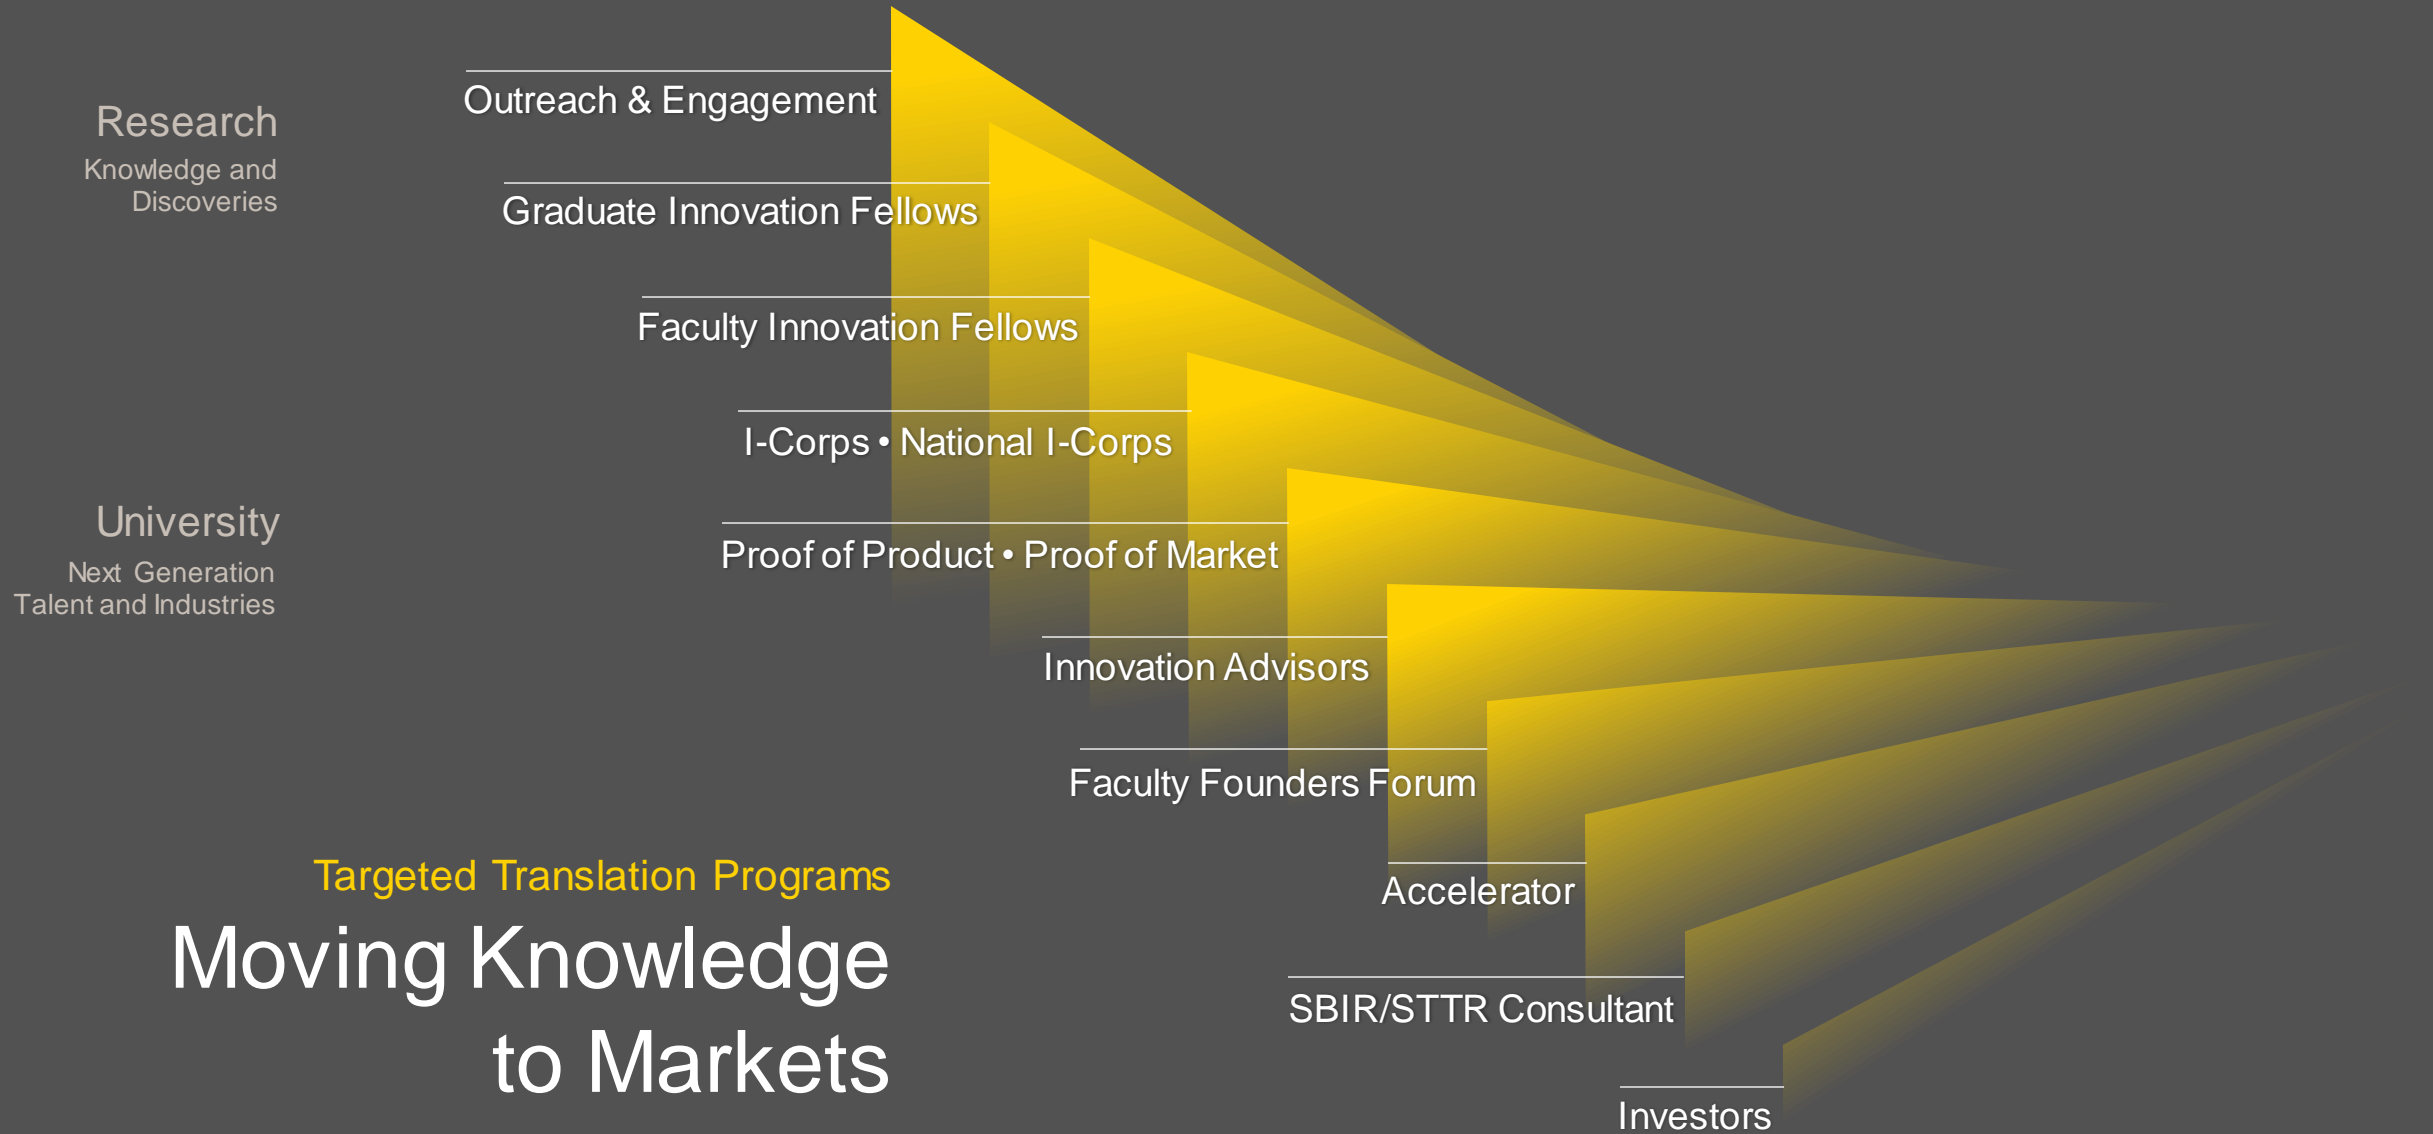 Research
Knowledge and
Discoveries
University
Next Generation
Talent and Industries
Outreach & Engagement
Graduate Innovation Fellows
Faculty Innovation Fellows
I-Corps • National I-Corps
Proof of Product • Proof of Market
Innovation Advisors
Faculty Founders Forum
Accelerator
SBIR/STTR Consultant
Investors
Targeted Translation Programs
Moving Knowledge
to Markets